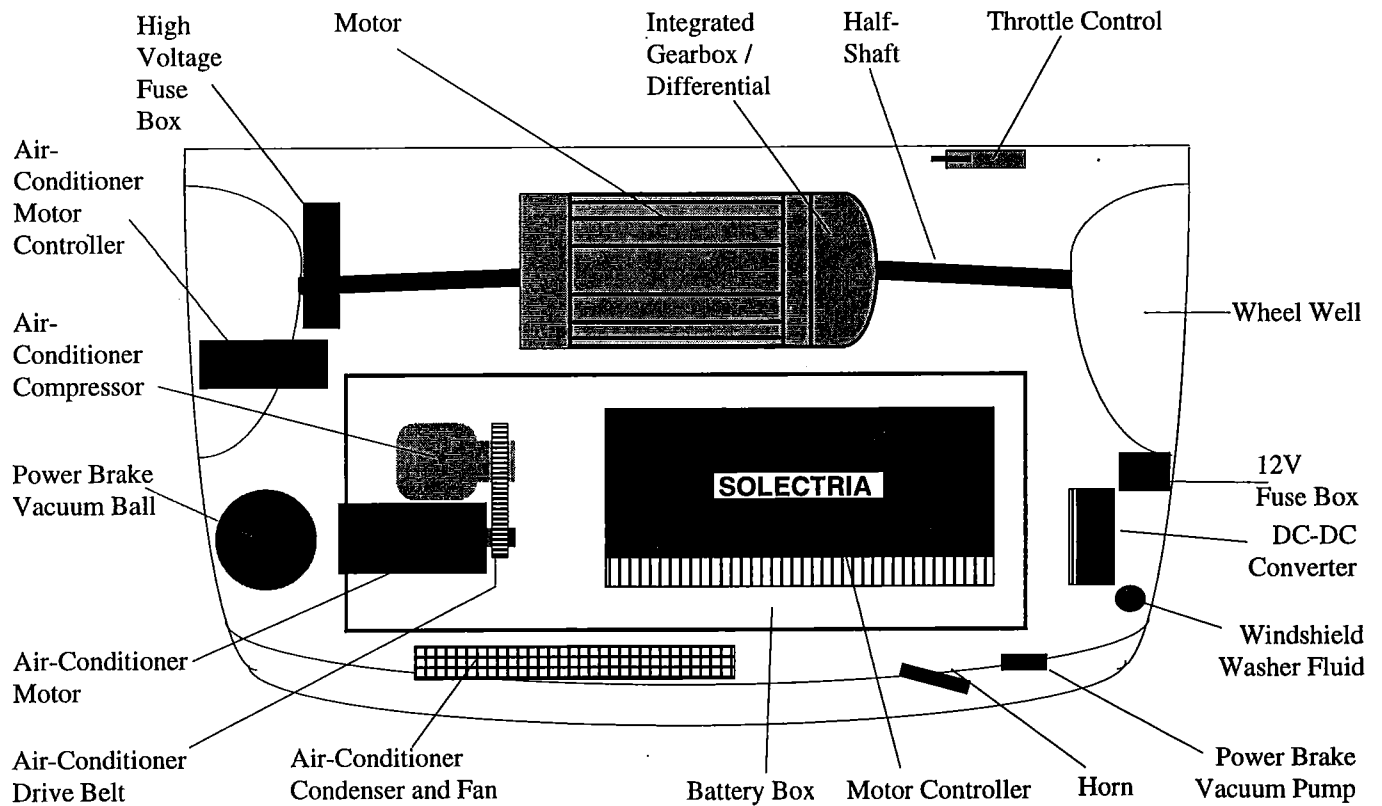 High
Voltage
Fuse
Box
Motor
Integrated
Gearbox /
Differential
Half-
Shaft
Throttle Control
Air-
Conditioner
Motor
Controller
Air-
Conditioner
Compressor
Wheel Well
Power Brake
Vacuum Ball
SOLECTRIA
12V
Fuse Box
DC-DC
Converter
Windshield
Washer Fluid
Air-Conditioner
Motor
Air-Conditioner
Drive Belt
Air-Conditioner
Condenser and Fan
Battery Box
Motor Controller
Horn
Power Brake
Vacuum Pump